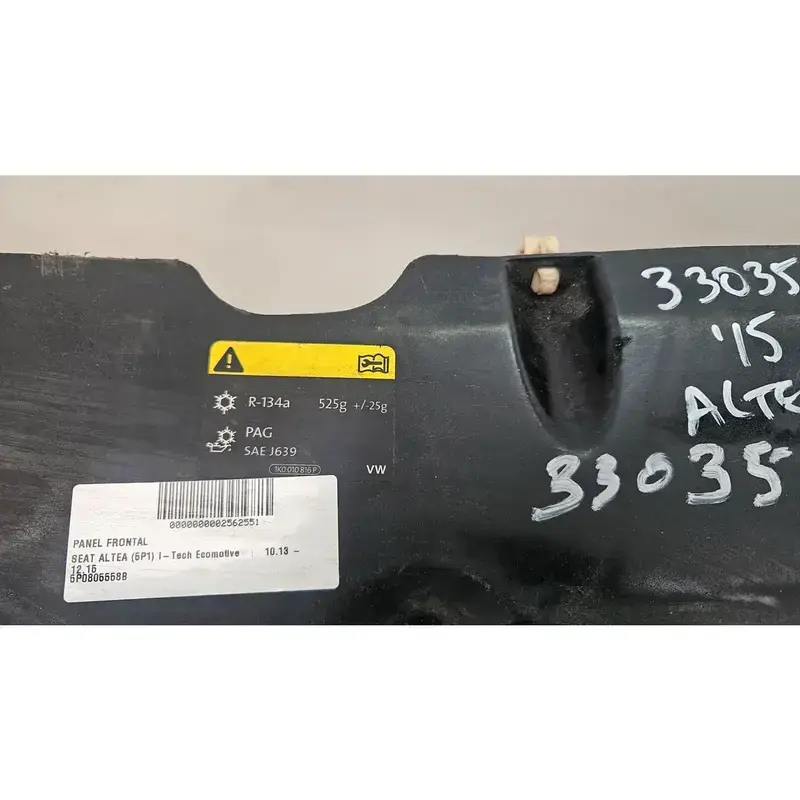 33035
'15
ALTE
33035
R-134a 525g +/-25g
PAG
SAE J639
1K0 010 816 P VW
0000000002562551
PANEL FRONTAL
SEAT ALTEA (5P1) I-Tech Ecomotive 10.13 -
12.15
5P0805558B